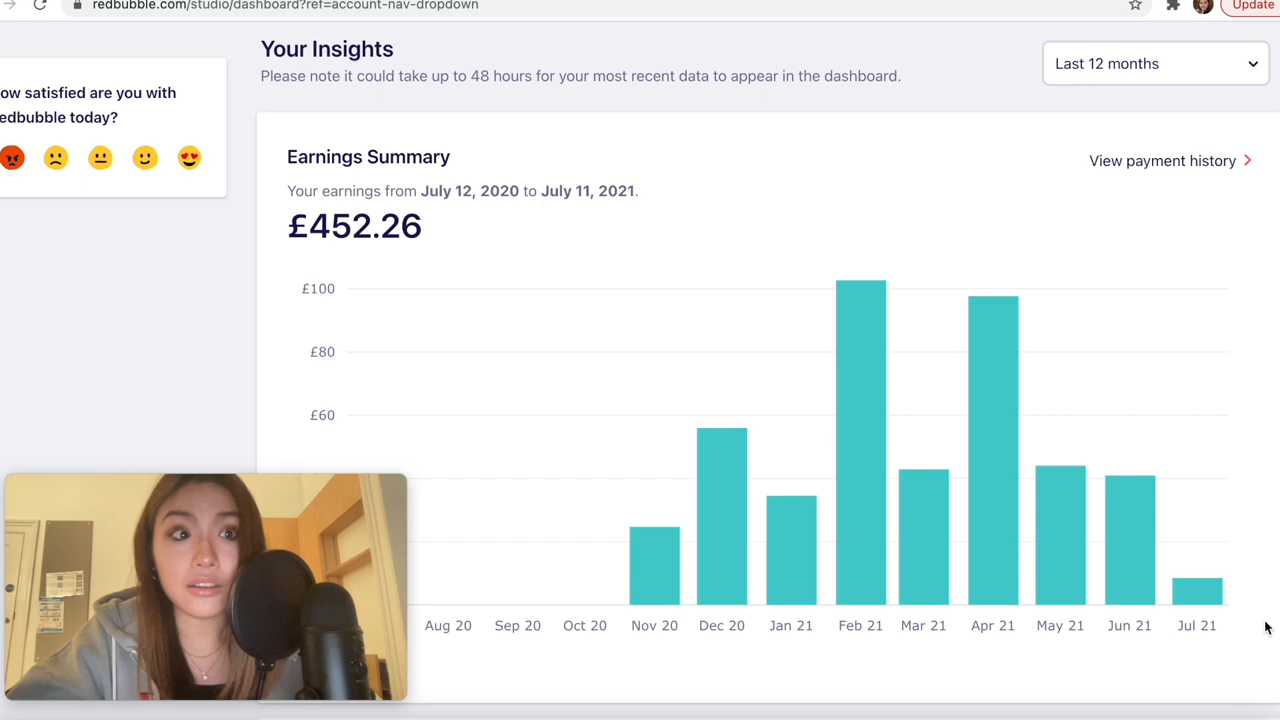 redbubble.com/studio/dashboard?ref=account-nav-dropdown
Update
Your Insights
Please note it could take up to 48 hours for your most recent data to appear in the dashboard.
Last 12 months
ow satisfied are you with
edbubble today?
Earnings Summary
View payment history
Your earnings from July 12, 2020 to July 11, 2021.
£452.26
£100
£80
£60
Aug 20 Sep 20 Oct 20 Nov 20 Dec 20 Jan 21 Feb 21 Mar 21 Apr 21 May 21 Jun 21 Jul 21